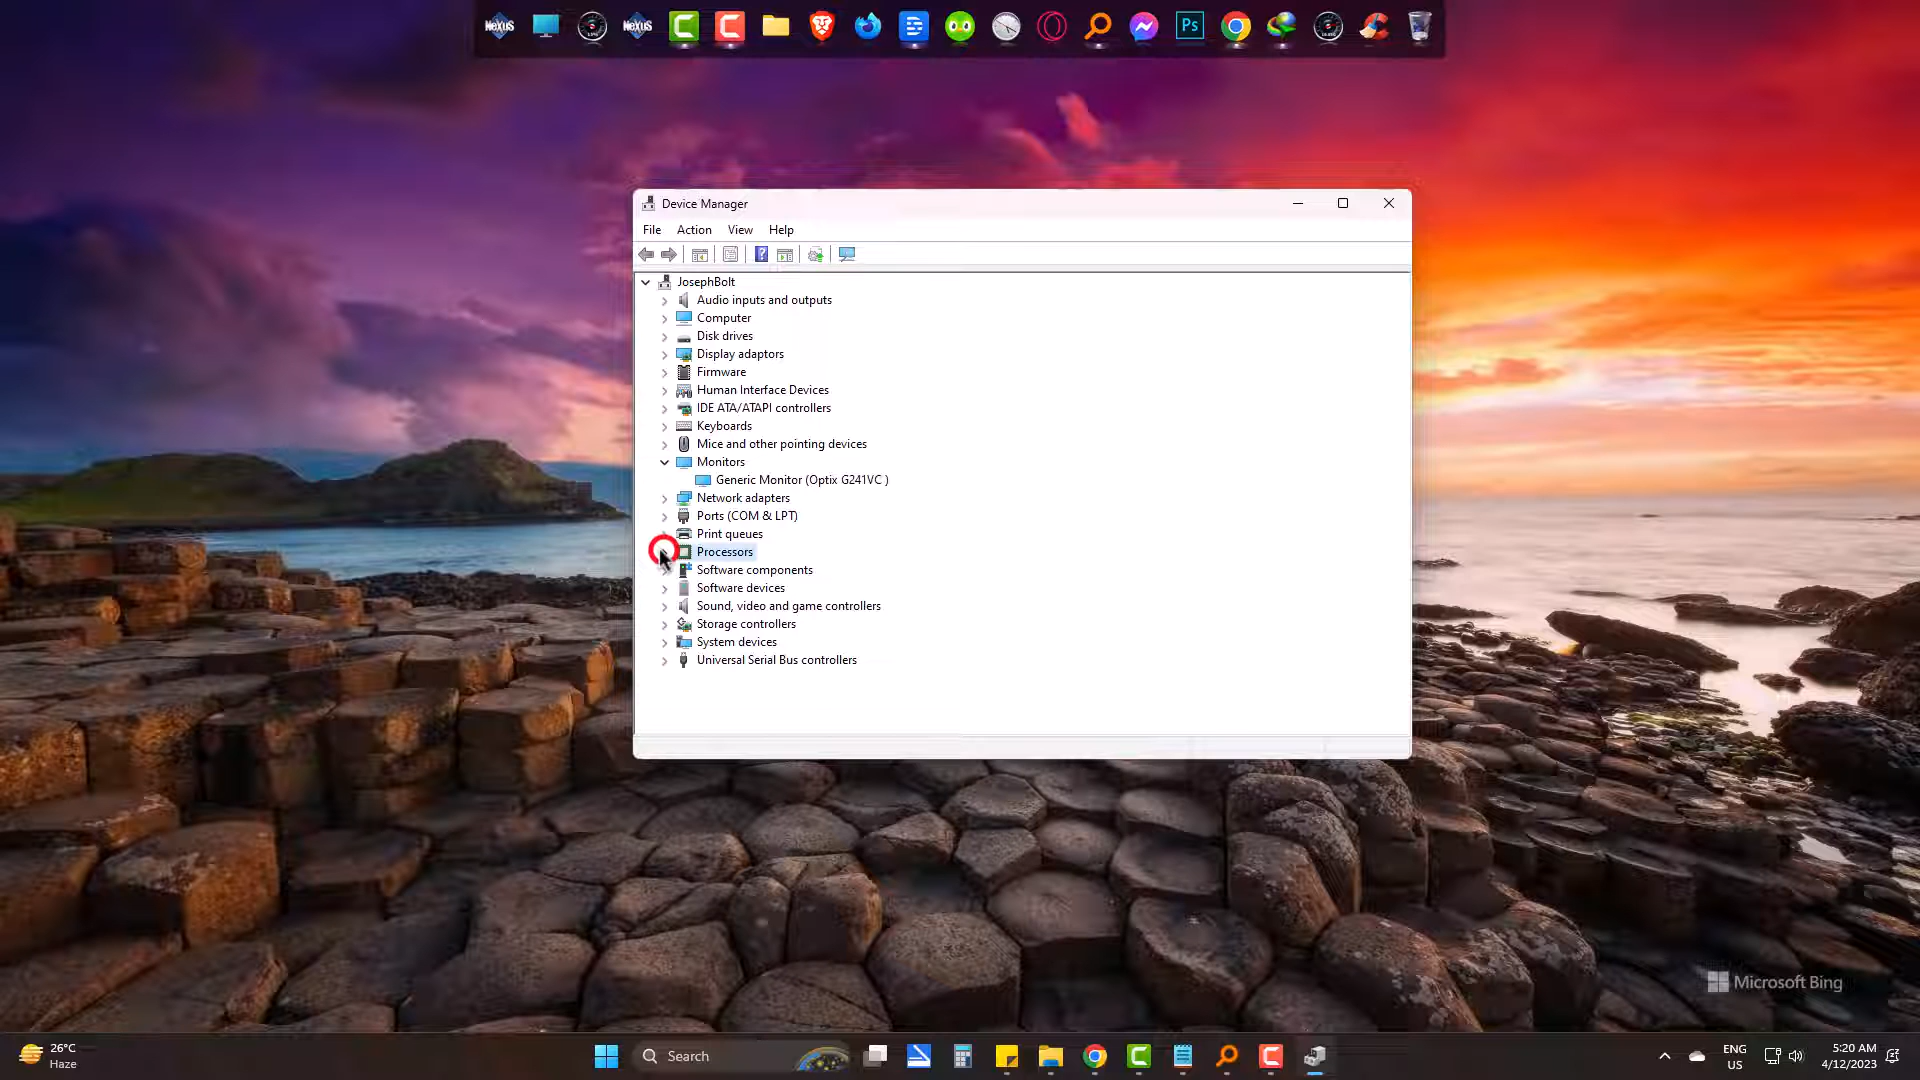 NeXuS
NeXuS
Ps
Device Manager
File Action View Help
JosephBolt
Audio inputs and outputs
Computer
Disk drives
Display adaptors
Firmware
Human Interface Devices
IDE ATA/ATAPI controllers
Keyboards
Mice and other pointing devices
Monitors
Generic Monitor (Optix G241VC )
Network adapters
Ports (COM & LPT)
Print queues
Processors
Software components
Software devices
Sound, video and game controllers
Storage controllers
System devices
Universal Serial Bus controllers
Microsoft Bing
26°C
Haze
Search
ENG
US
5:20 AM
4/12/2023